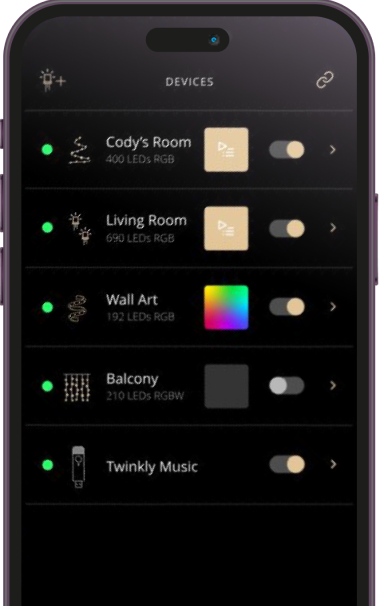 DEVICES
Cody's Room
400 LEDs RGB
Living Room
690 LEDs RGB
Wall Art
192 LEDs RGB
Balcony
210 LEDs RGBW
Twinkly Music